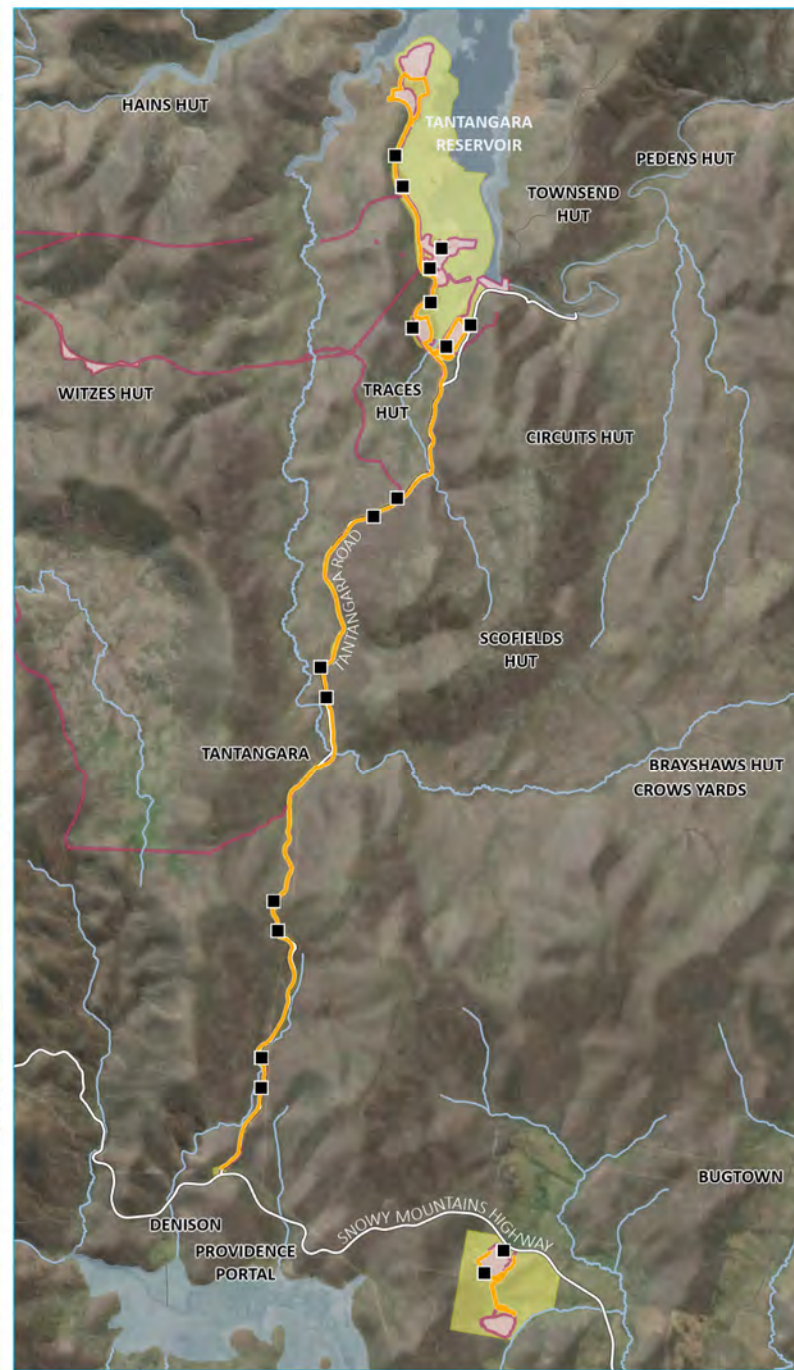 HAINS HUT
TANTANGARA
RESERVOIR
PEDENS HUT
TOWNSEND
HUT
WITZES HUT
TRACES
HUT
CIRCUITS HUT
TANTANGARA ROAD
SCOFIELDS
HUT
TANTANGARA
BRAYSHAWS HUT
CROWS YARDS
BUGTOWN
DENISON
SNOWY MOUNTAINS HIGHWAY
PROVIDENCE
PORTAL